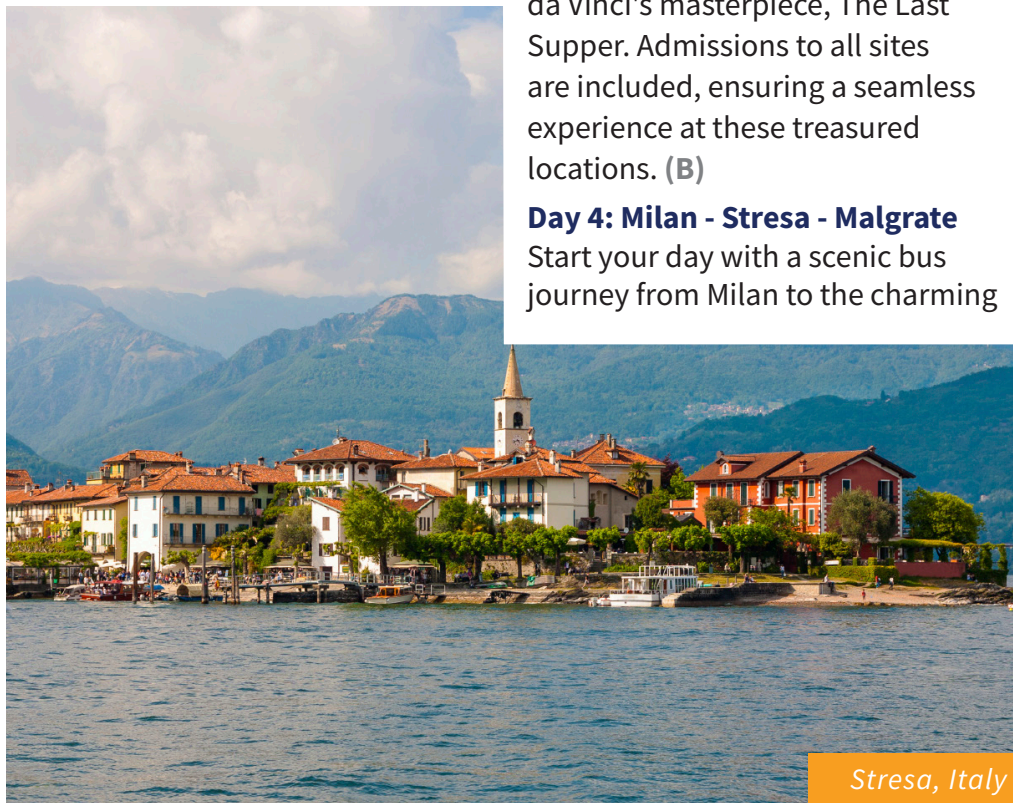 da Vinci's masterpiece, The Last
Supper. Admissions to all sites
are included, ensuring a seamless
experience at these treasured
locations. (B)
Day 4: Milan - Stresa - Malgrate
Start your day with a scenic bus
journey from Milan to the charming
Stresa, Italy